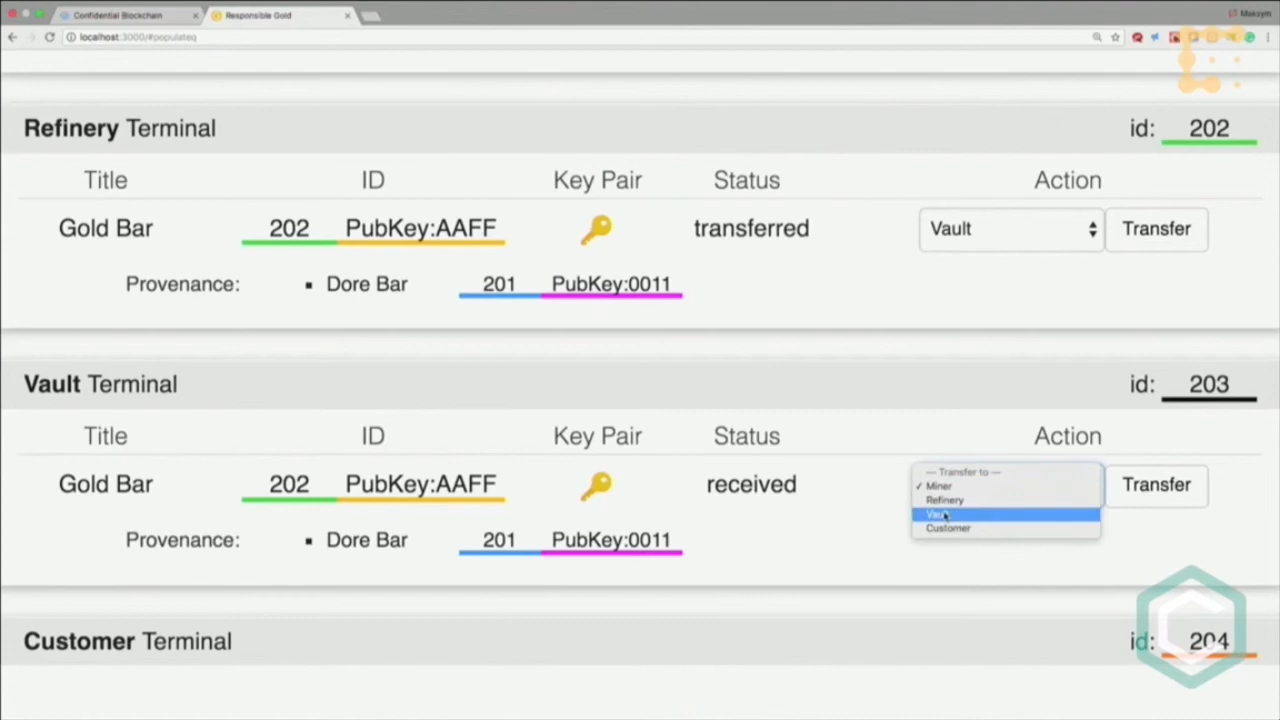 Confidential Blockchain
Responsible Gold
Maksym
localhost:3000/#populateq
Refinery Terminal id: 202
Title ID Key Pair Status Action
Gold Bar 202 PubKey:AAFF transferred Vault Transfer
Provenance: ▪ Dore Bar 201 PubKey:0011
Vault Terminal id: 203
Title ID Key Pair Status Action
Gold Bar 202 PubKey:AAFF received Transfer
--- Transfer to ---
✓ Miner
Refinery
Vault
Customer
Provenance: ▪ Dore Bar 201 PubKey:0011
Customer Terminal id: 204